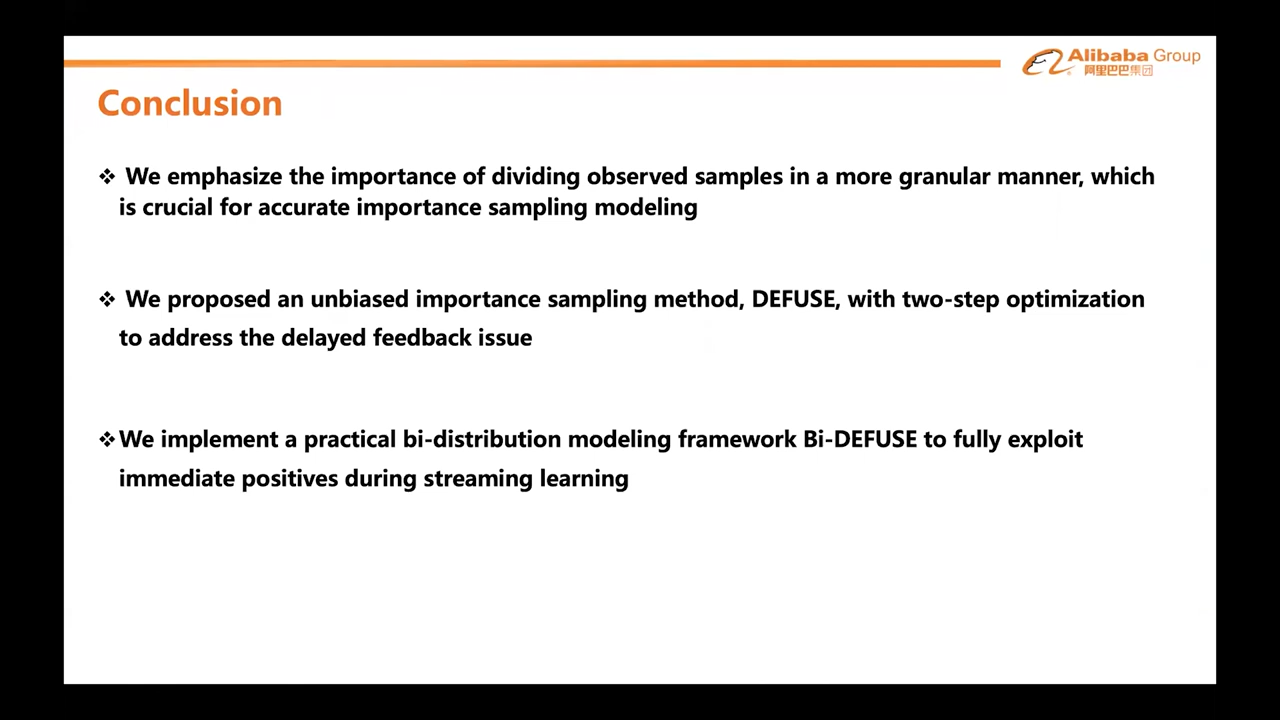 Alibaba Group
阿里巴巴集团
Conclusion
❖ We emphasize the importance of dividing observed samples in a more granular manner, which
is crucial for accurate importance sampling modeling
❖ We proposed an unbiased importance sampling method, DEFUSE, with two-step optimization
to address the delayed feedback issue
❖We implement a practical bi-distribution modeling framework Bi-DEFUSE to fully exploit
immediate positives during streaming learning